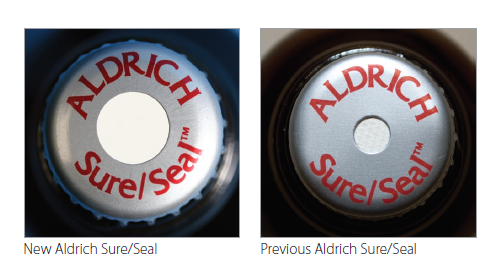 ALDRICH
Sure/Seal™
New Aldrich Sure/Seal
ALDRICH
Sure/Seal™
Previous Aldrich Sure/Seal